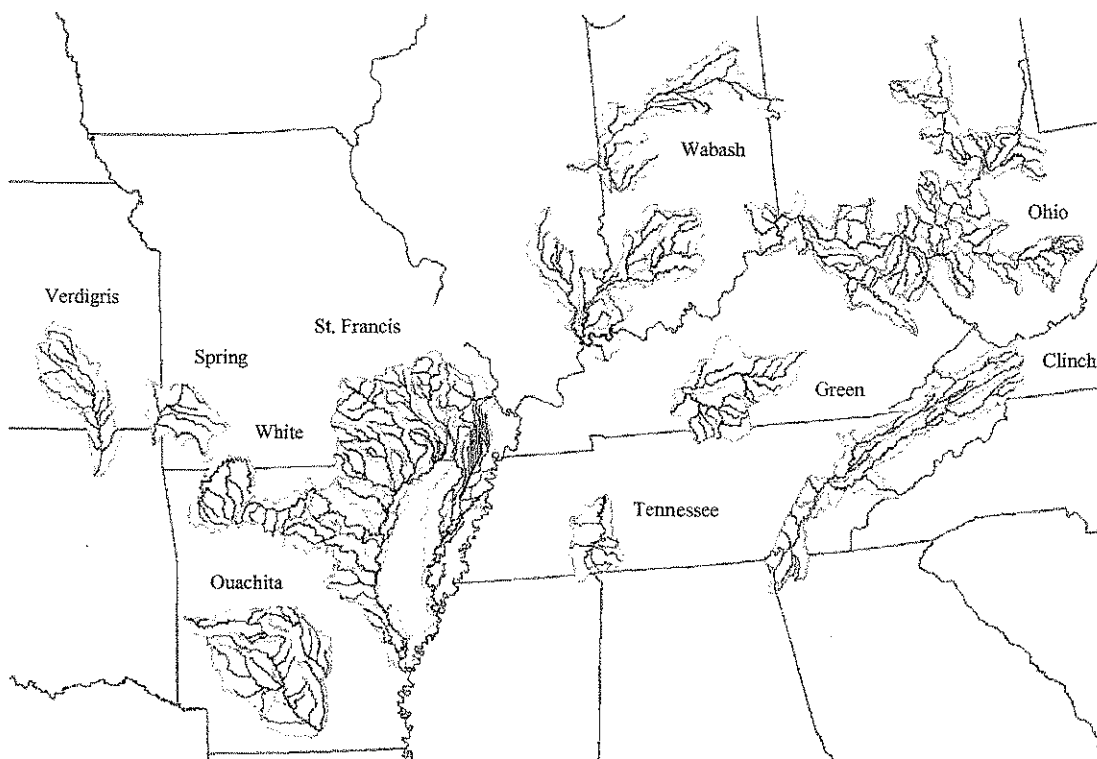 Wabash
Ohio
Verdigris
St. Francis
Spring
Clinch
Green
White
Tennessee
Ouachita